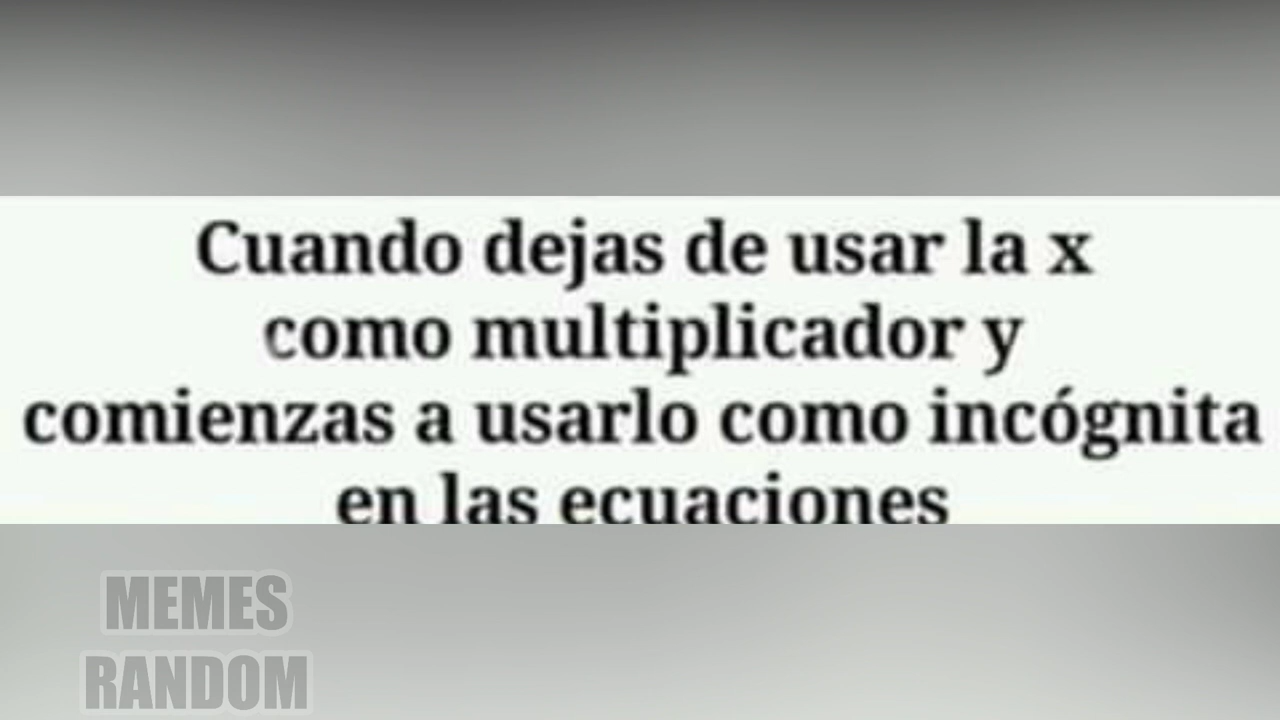 Cuando dejas de usar la x
como multiplicador y
comienzas a usarlo como incógnita
en las ecuaciones
MEMES
RANDOM